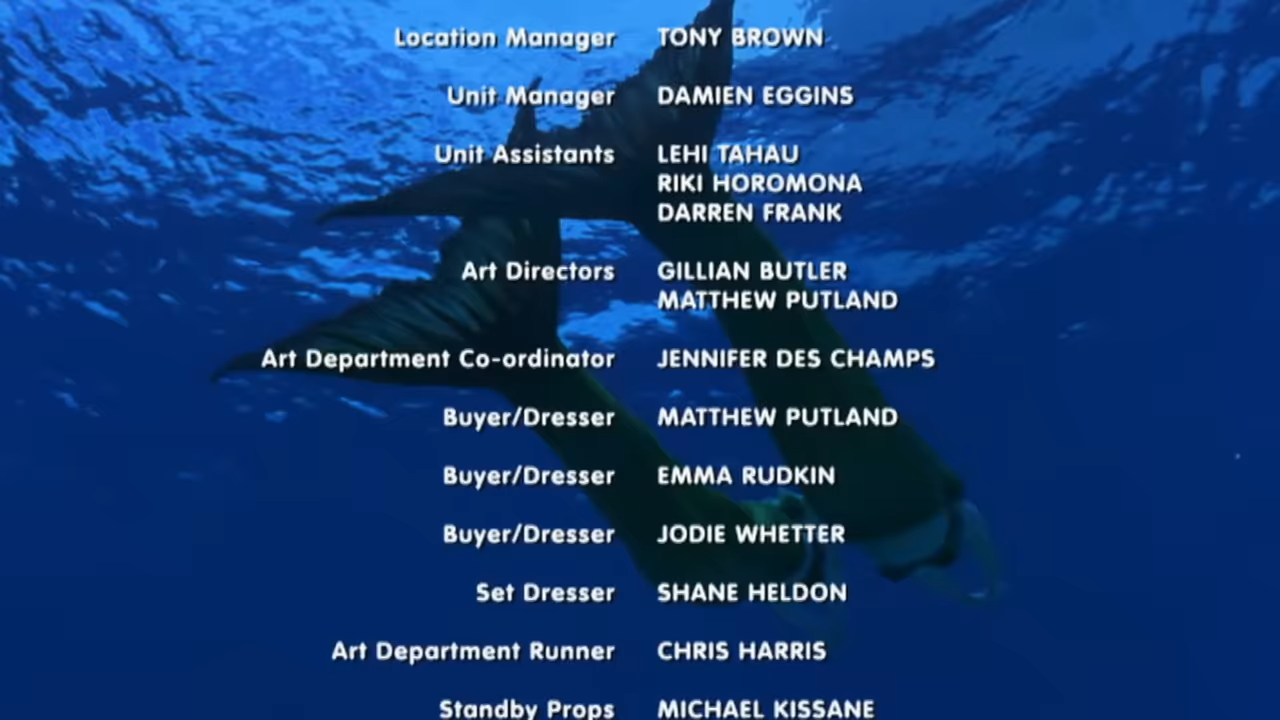 Location Manager TONY BROWN
Unit Manager DAMIEN EGGINS
Unit Assistants LEHI TAHAU
RIKI HOROMONA
DARREN FRANK
Art Directors GILLIAN BUTLER
MATTHEW PUTLAND
Art Department Co-ordinator JENNIFER DES CHAMPS
Buyer/Dresser MATTHEW PUTLAND
Buyer/Dresser EMMA RUDKIN
Buyer/Dresser JODIE WHETTER
Set Dresser SHANE HELDON
Art Department Runner CHRIS HARRIS
Standby Props MICHAEL KISSANE